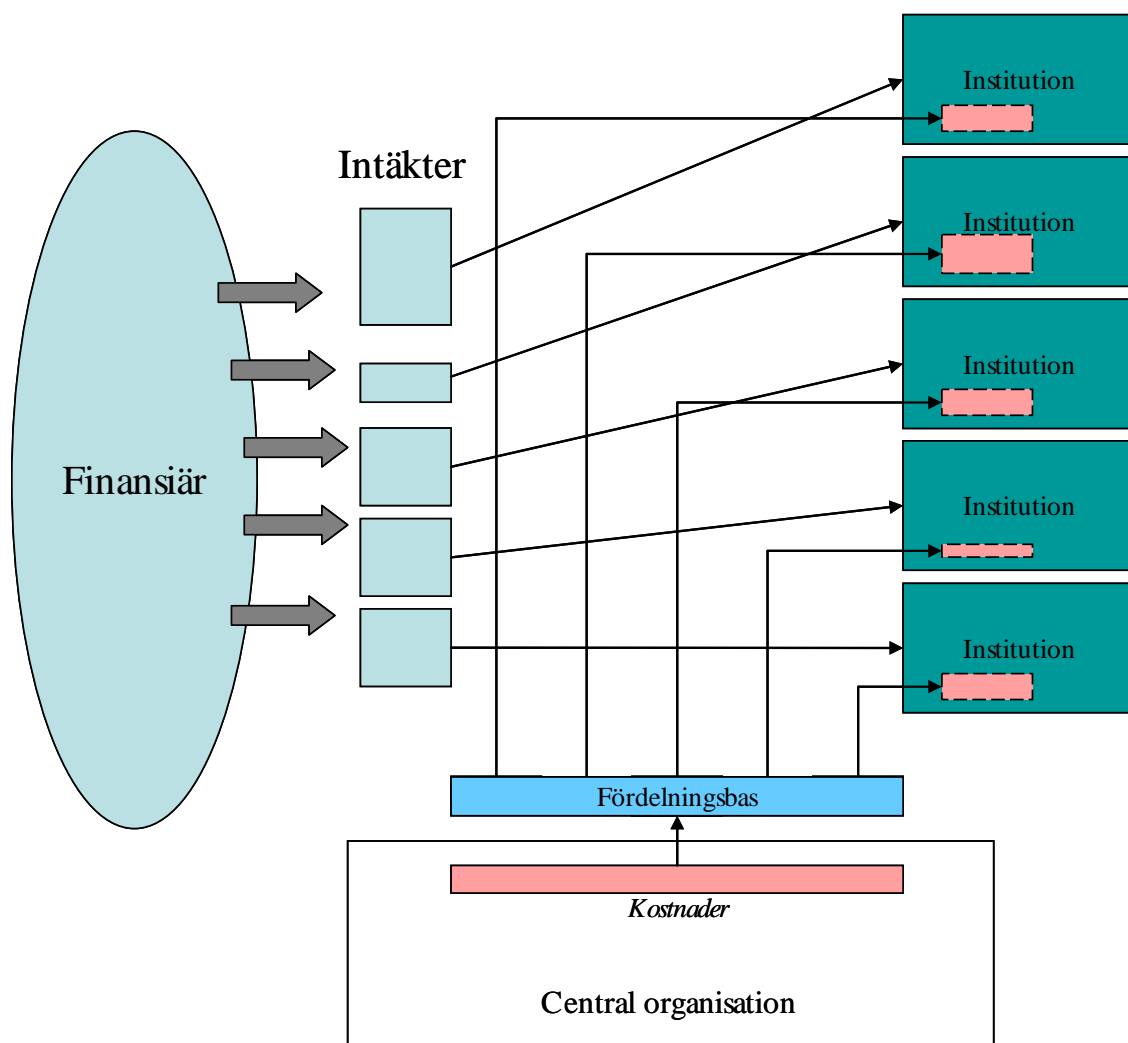 Intäkter
Finansiär
Institution
Institution
Institution
Institution
Institution
Fördelningsbas
Kostnader
Central organisation